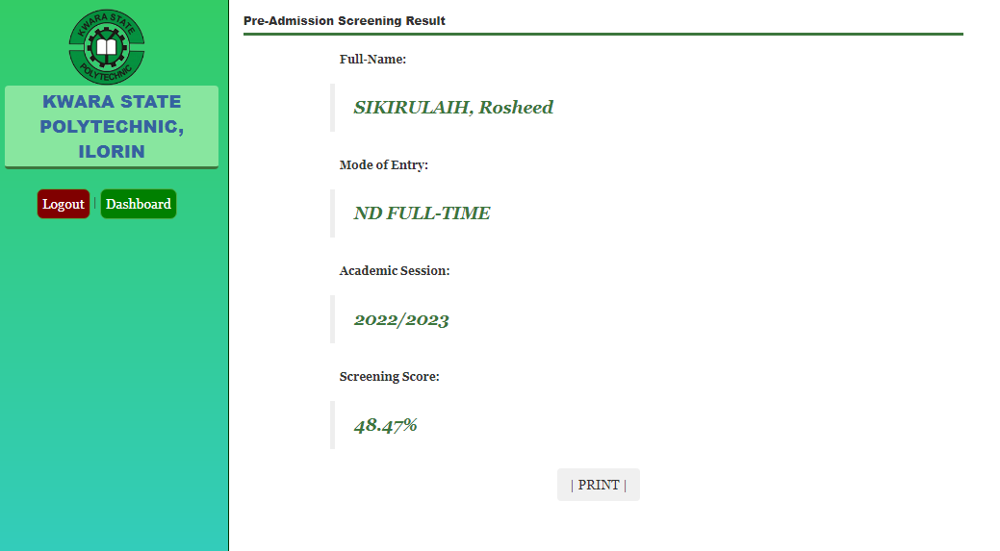 KWARA STATE
POLYTECHNIC
KWARA STATE
POLYTECHNIC,
ILORIN
Logout | Dashboard
Pre-Admission Screening Result
Full-Name:
SIKIRULAIH, Rosheed
Mode of Entry:
ND FULL-TIME
Academic Session:
2022/2023
Screening Score:
48.47%
| PRINT |